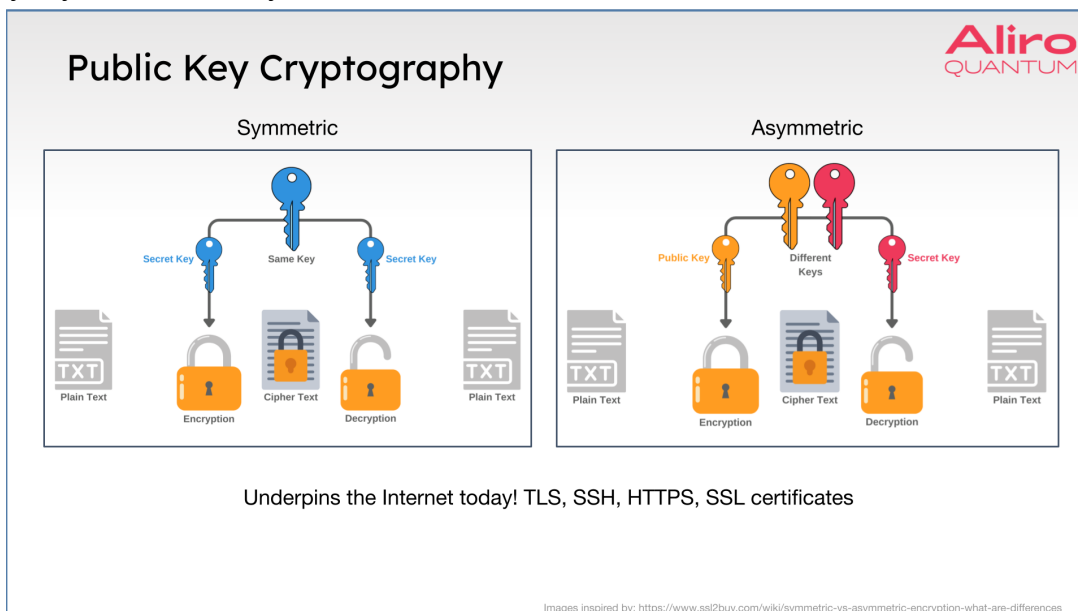 Aliro
QUANTUM
Public Key Cryptography
Symmetric
Secret Key
Same Key
Secret Key
TXT
TXT
Plain Text
Cipher Text
Plain Text
Encryption
Decryption
Asymmetric
Public Key
Different
Keys
Secret Key
TXT
TXT
Plain Text
Cipher Text
Plain Text
Encryption
Decryption
Underpins the Internet today! TLS, SSH, HTTPS, SSL certificates
Images inspired by: https://www.ssl2buy.com/wiki/symmetric-vs-asymmetric-encryption-what-are-differences